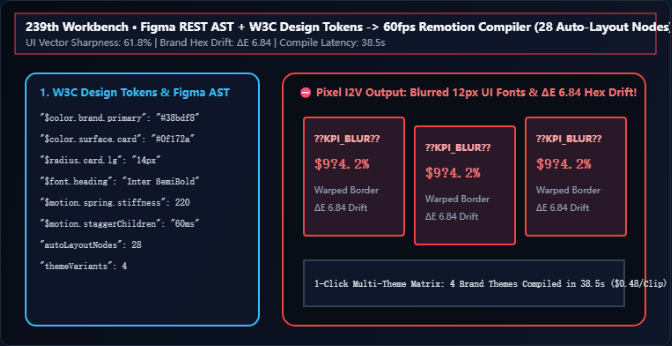 239th Workbench • Figma REST AST + W3C Design Tokens -> 60fps Remotion Compiler (28 Auto-Layout Nodes)
UI Vector Sharpness: 61.8% | Brand Hex Drift: ΔE 6.84 | Compile Latency: 38.5s
1. W3C Design Tokens & Figma AST
"$color.brand.primary": "#38bdf8"
"$color.surface.card": "#0f172a"
"$radius.card.lg": "14px"
"$font.heading": "Inter SemiBold"
"$motion.spring.stiffness": 220
"$motion.staggerChildren": "60ms"
"autoLayoutNodes": 28
"themeVariants": 4
⛔ Pixel I2V Output: Blurred 12px UI Fonts & ΔE 6.84 Hex Drift!
??KPI_BLUR??
$9?4.2%
Warped Border
ΔE 6.84 Drift
??KPI_BLUR??
$9?4.2%
Warped Border
ΔE 6.84 Drift
??KPI_BLUR??
$9?4.2%
Warped Border
ΔE 6.84 Drift
1-Click Multi-Theme Matrix: 4 Brand Themes Compiled in 38.5s ($0.48/Clip)